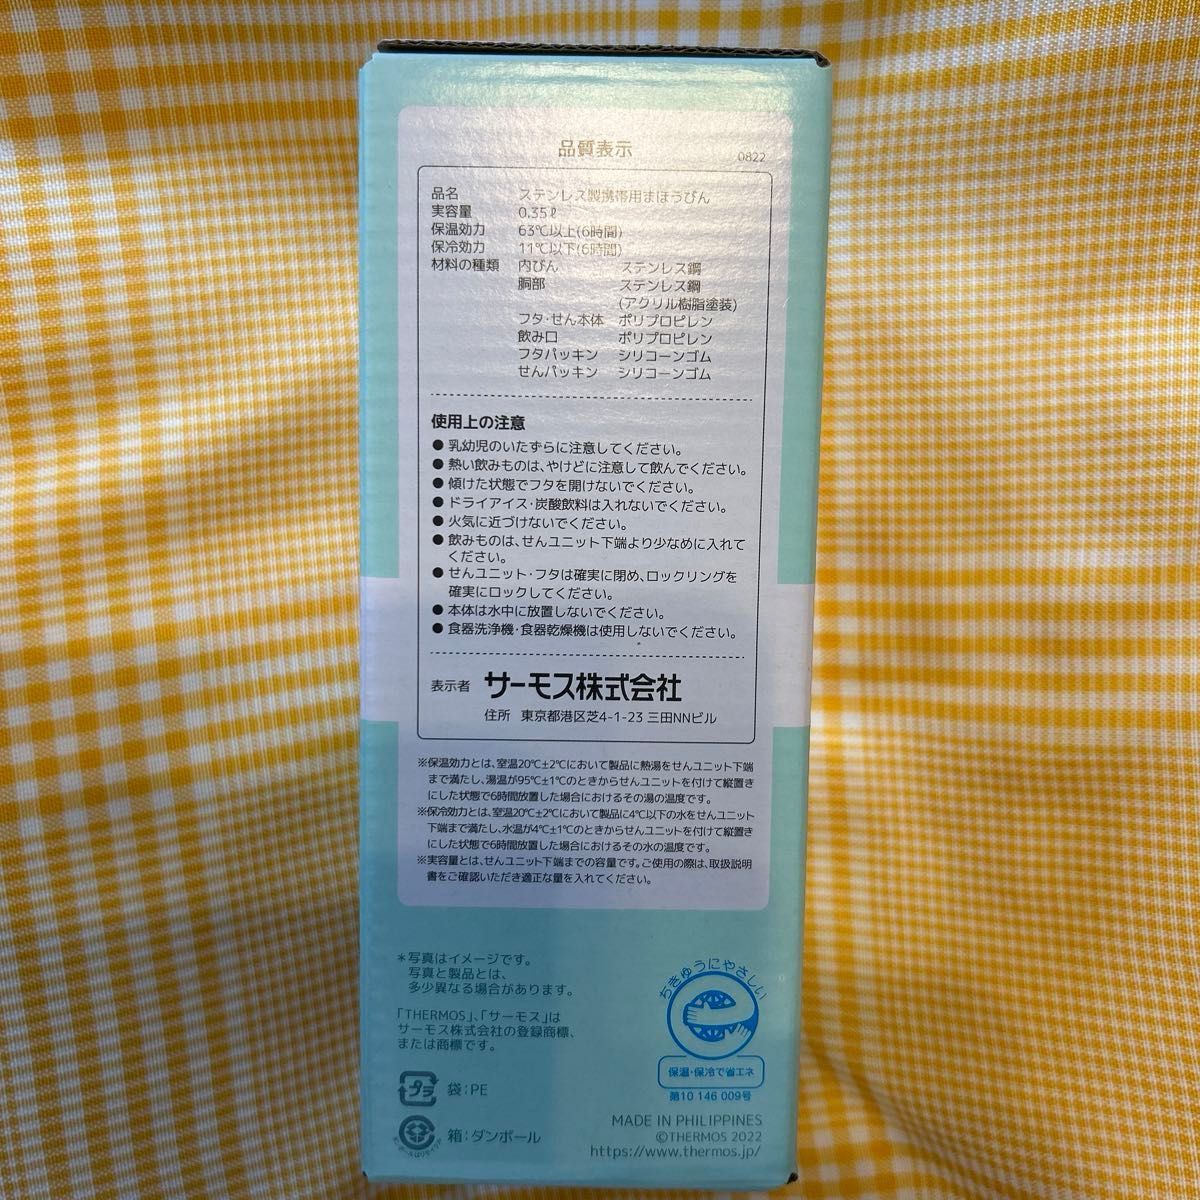 品質表示
0822
品名 ステンレス製携帯用まほうびん
実容量 0.35ℓ
保温効力 63℃以上(6時間)
保冷効力 11℃以下(6時間)
材料の種類 内びん ステンレス鋼
胴部 ステンレス鋼
(アクリル樹脂塗装)
フタ・せん本体 ポリプロピレン
飲み口 ポリプロピレン
フタパッキン シリコーンゴム
せんパッキン シリコーンゴム
使用上の注意
● 乳幼児のいたずらに注意してください。
● 熱い飲みものは、やけどに注意して飲んでください。
● 傾けた状態でフタを開けないでください。
● ドライアイス・炭酸飲料は入れないでください。
● 火気に近づけないでください。
● 飲みものは、せんユニット下端より少なめに入れて
ください。
● せんユニット・フタは確実に閉め、ロックリングを
確実にロックしてください。
● 本体は水中に放置しないでください。
● 食器洗浄機・食器乾燥機は使用しないでください。
表示者 サーモス株式会社
住所 東京都港区芝4-1-23 三田NNビル
※保温効力とは、室温20℃±2℃において製品に熱湯をせんユニット下端
まで満たし、湯温が95℃±1℃のときからせんユニットを付けて縦置き
にした状態で6時間放置した場合におけるその湯の温度です。
※保冷効力とは、室温20℃±2℃において製品に4℃以下の水をせんユニット
下端まで満たし、水温が4℃±1℃のときからせんユニットを付けて縦置き
にした状態で6時間放置した場合におけるその水の温度です。
※実容量とは、せんユニット下端までの容量です。ご使用の際は、取扱説明
書をご確認いただき適正な量を入れてください。
＊写真はイメージです。
写真と製品とは、
多少異なる場合があります。
「THERMOS」、「サーモス」は
サーモス株式会社の登録商標、
または商標です。
プラ 袋:PE
箱:ダンボール
ちきゅうにやさしい
保温・保冷で省エネ
第10 146 009号
MADE IN PHILIPPINES
©THERMOS 2022
https://www.thermos.jp/